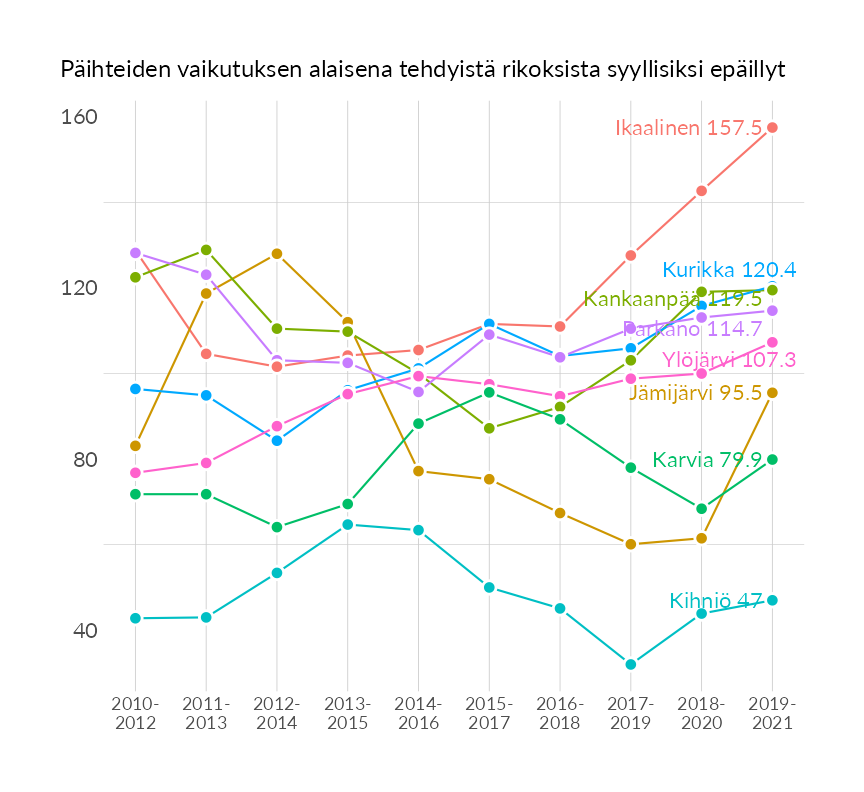 Päihteiden vaikutuksen alaisena tehdyistä rikoksista syyllisiksi epäillyt
160
120
80
40
Ikaalinen 157.5
Kurikka 120.4
Kankaanpää 119.5
Parkano 114.7
Ylöjärvi 107.3
Jämijärvi 95.5
Karvia 79.9
Kihniö 47
2010-
2012
2011-
2013
2012-
2014
2013-
2015
2014-
2016
2015-
2017
2016-
2018
2017-
2019
2018-
2020
2019-
2021